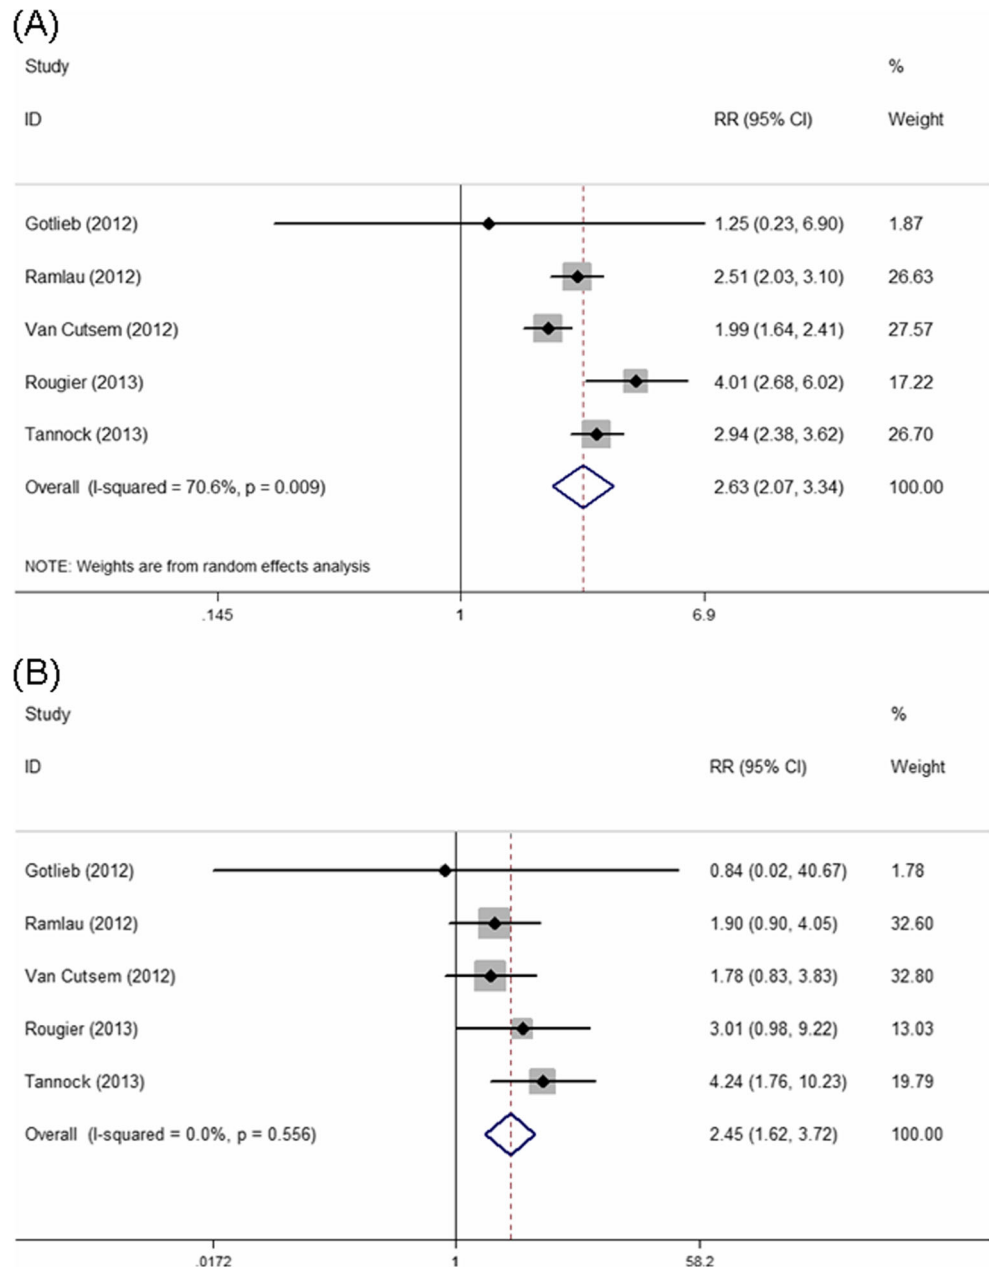 (A)
Study %
ID RR (95% CI) Weight
Gotlieb (2012) 1.25 (0.23, 6.90) 1.87
Ramlau (2012) 2.51 (2.03, 3.10) 26.63
Van Cutsem (2012) 1.99 (1.64, 2.41) 27.57
Rougier (2013) 4.01 (2.68, 6.02) 17.22
Tannock (2013) 2.94 (2.38, 3.62) 26.70
Overall (I-squared = 70.6%, p = 0.009) 2.63 (2.07, 3.34) 100.00
NOTE: Weights are from random effects analysis
.145 1 6.9
(B)
Study %
ID RR (95% CI) Weight
Gotlieb (2012) 0.84 (0.02, 40.67) 1.78
Ramlau (2012) 1.90 (0.90, 4.05) 32.60
Van Cutsem (2012) 1.78 (0.83, 3.83) 32.80
Rougier (2013) 3.01 (0.98, 9.22) 13.03
Tannock (2013) 4.24 (1.76, 10.23) 19.79
Overall (I-squared = 0.0%, p = 0.556) 2.45 (1.62, 3.72) 100.00
.0172 1 58.2